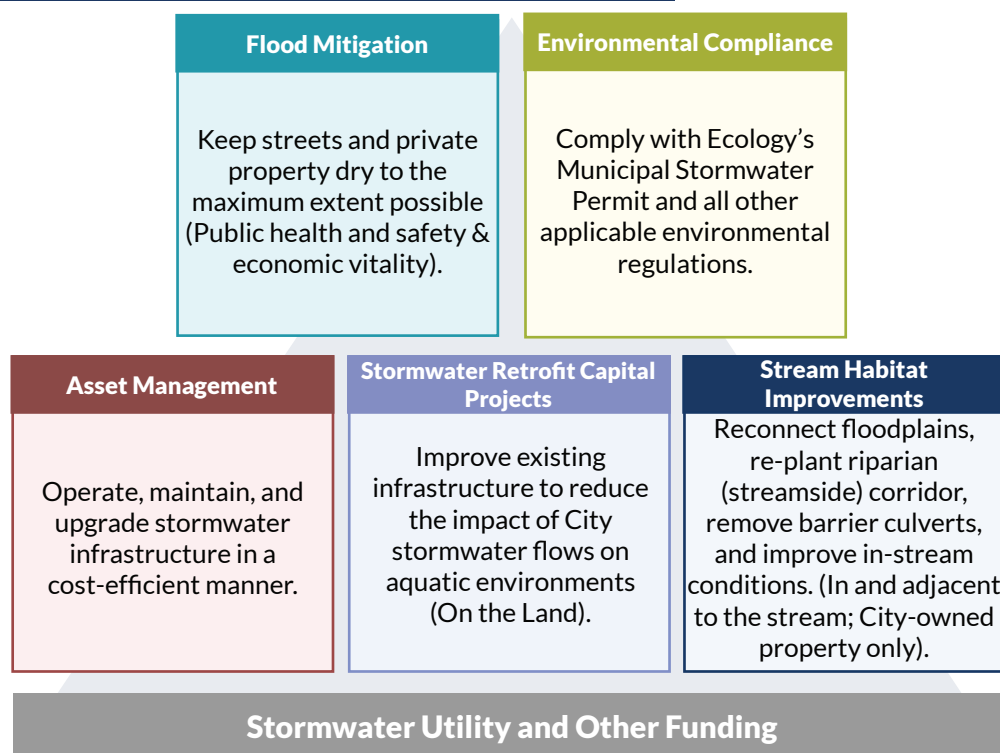 Flood Mitigation
Keep streets and private
property dry to the
maximum extent possible
(Public health and safety &
economic vitality).
Environmental Compliance
Comply with Ecology’s
Municipal Stormwater
Permit and all other
applicable environmental
regulations.
Asset Management
Operate, maintain, and
upgrade stormwater
infrastructure in a
cost-efficient manner.
Stormwater Retrofit Capital
Projects
Improve existing
infrastructure to reduce
the impact of City
stormwater flows on
aquatic environments
(On the Land).
Stream Habitat
Improvements
Reconnect floodplains,
re-plant riparian
(streamside) corridor,
remove barrier culverts,
and improve in-stream
conditions. (In and adjacent
to the stream; City-owned
property only).
Stormwater Utility and Other Funding